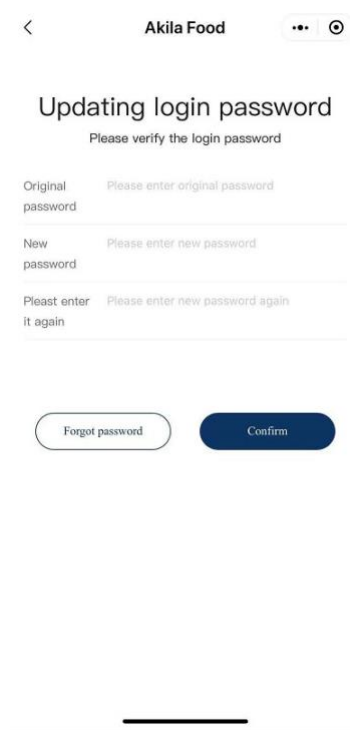 Akila Food
Updating login password
Please verify the login password
Original Please enter original password
password
New Please enter new password
password
Pleast enter Please enter new password again
it again
Forgot password Confirm